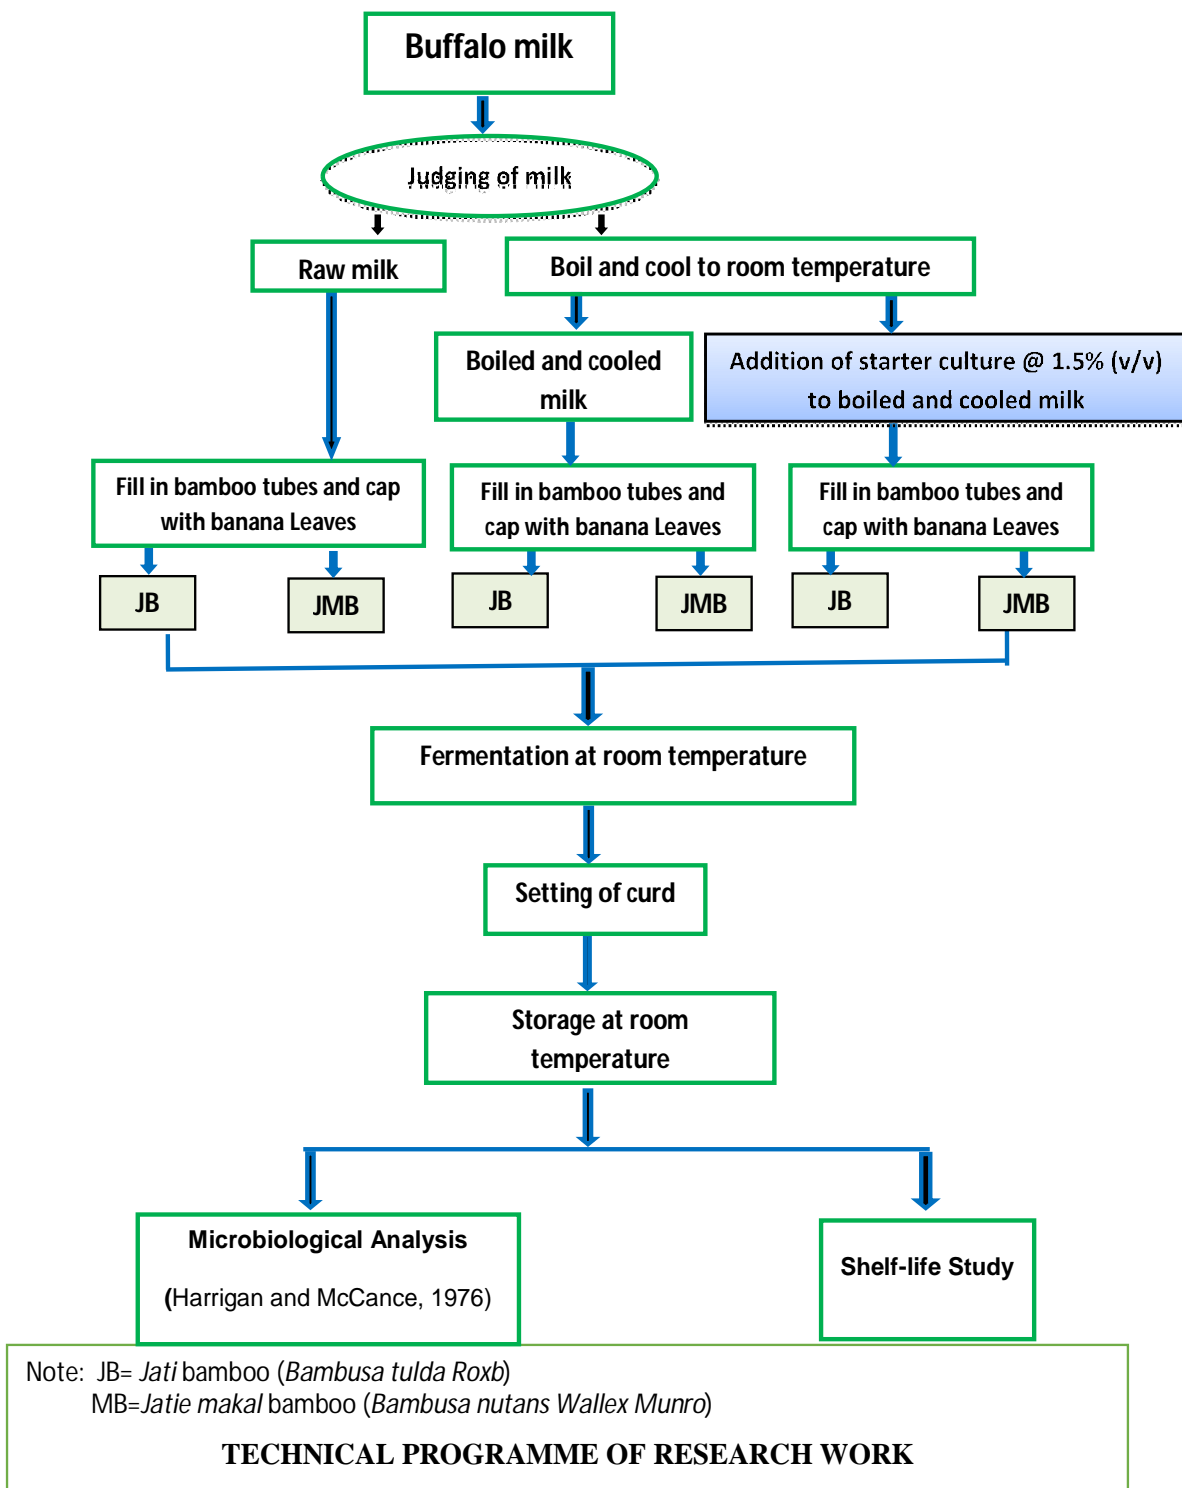 Buffalo milk
Judging of milk
Raw milk
Boil and cool to room temperature
Boiled and cooled
milk
Addition of starter culture @ 1.5% (v/v)
to boiled and cooled milk
Fill in bamboo tubes and cap
with banana Leaves
Fill in bamboo tubes and
cap with banana Leaves
Fill in bamboo tubes and
cap with banana Leaves
JB
JMB
JB
JMB
JB
JMB
Fermentation at room temperature
Setting of curd
Storage at room
temperature
Microbiological Analysis
(Harrigan and McCance, 1976)
Shelf-life Study
Note: JB= Jati bamboo (Bambusa tulda Roxb)
MB=Jatie makal bamboo (Bambusa nutans Wallex Munro)
TECHNICAL PROGRAMME OF RESEARCH WORK